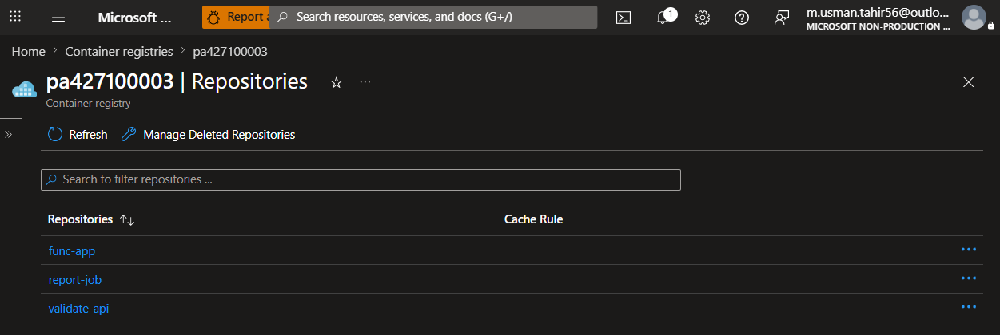 Microsoft ...
Report a
Search resources, services, and docs (G+/)
1
m.usman.tahir56@outlo...
MICROSOFT NON-PRODUCTION ...
Home > Container registries > pa427100003
pa427100003 | Repositories
Container registry
Refresh
Manage Deleted Repositories
Search to filter repositories ...
Repositories
Cache Rule
func-app
report-job
validate-api